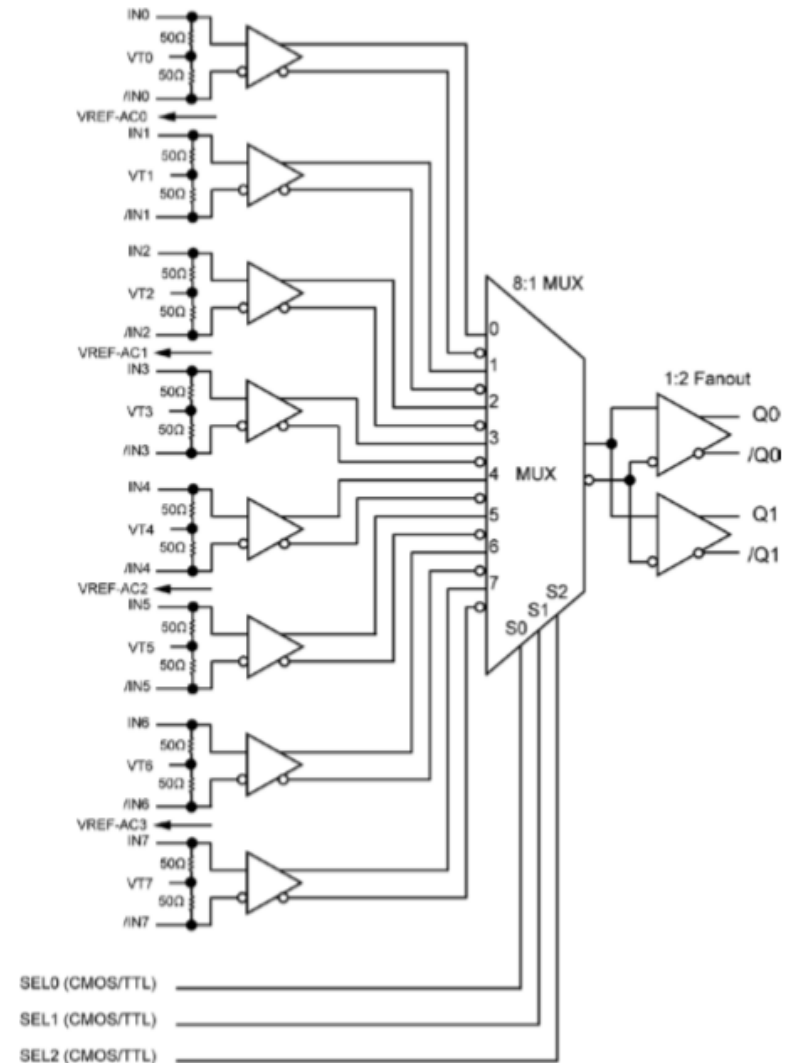 IN0
50Ω
VT0
50Ω
/IN0
VREF-AC0
IN1
50Ω
VT1
50Ω
/IN1
IN2
50Ω
VT2
50Ω
/IN2
VREF-AC1
IN3
50Ω
VT3
50Ω
/IN3
IN4
50Ω
VT4
50Ω
/IN4
VREF-AC2
IN5
50Ω
VT5
50Ω
/IN5
IN6
50Ω
VT6
50Ω
/IN6
VREF-AC3
IN7
50Ω
VT7
50Ω
/IN7
8:1 MUX
0
1
2
3
4
5
6
7
MUX
S2
S1
S0
1:2 Fanout
Q0
/Q0
Q1
/Q1
SEL0 (CMOS/TTL)
SEL1 (CMOS/TTL)
SEL2 (CMOS/TTL)